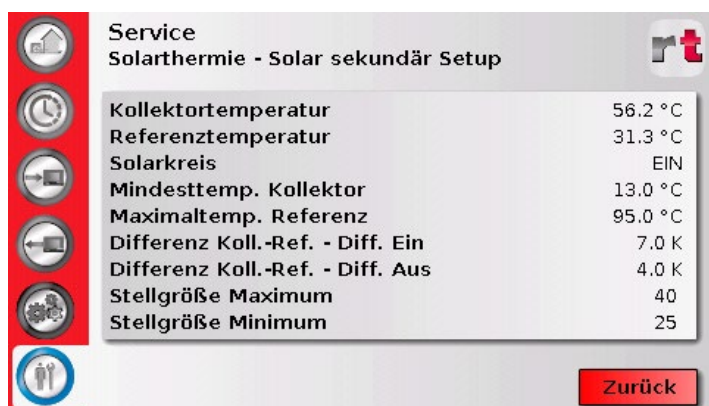 Service
Solarthermie - Solar sekundär Setup
rt
Kollektortemperatur 56.2 °C
Referenztemperatur 31.3 °C
Solarkreis EIN
Mindesttemp. Kollektor 13.0 °C
Maximaltemp. Referenz 95.0 °C
Differenz Koll.-Ref. - Diff. Ein 7.0 K
Differenz Koll.-Ref. - Diff. Aus 4.0 K
Stellgröße Maximum 40
Stellgröße Minimum 25
Zurück